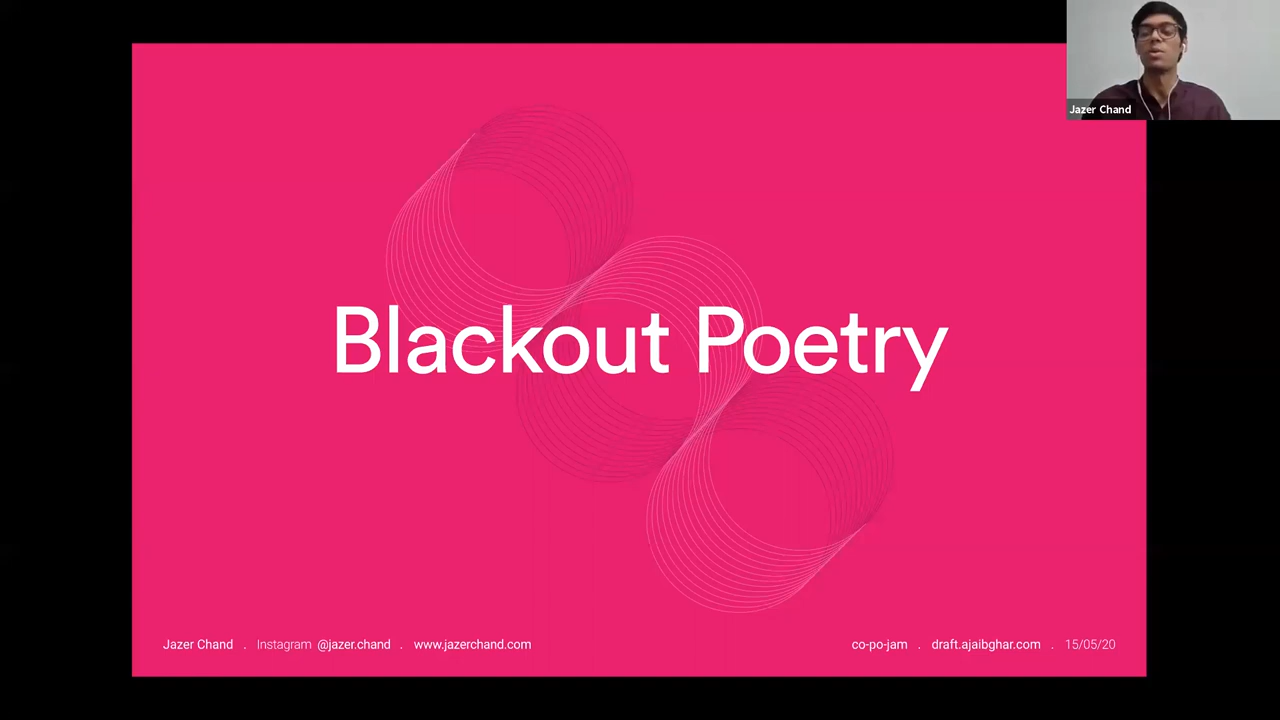 Jazer Chand
Blackout Poetry
Jazer Chand . Instagram @jazer.chand . www.jazerchand.com
co-po-jam . draft.ajaibghar.com . 15/05/20